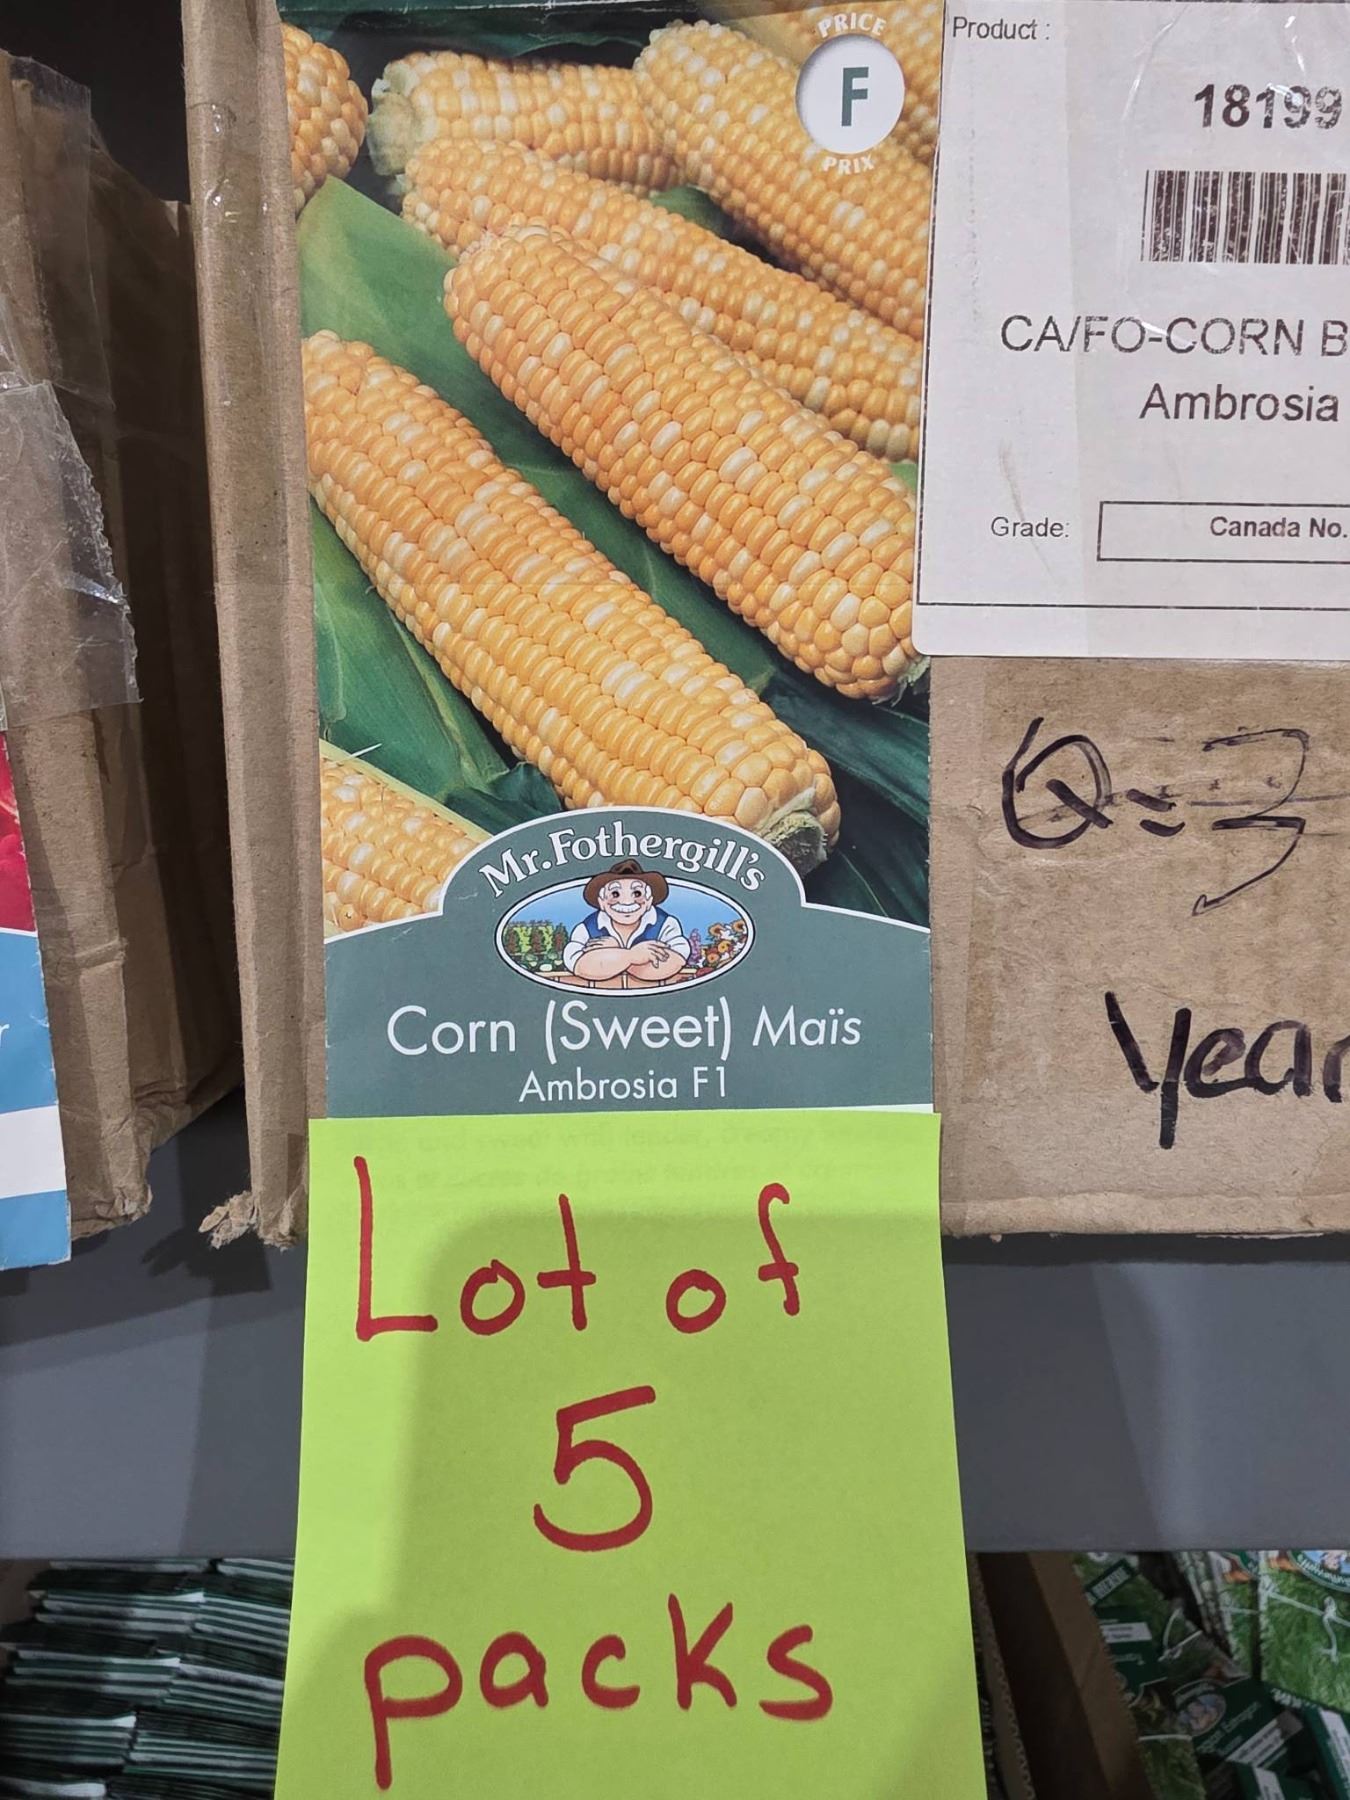 PRICE
F
PRIX
Mr. Fothergill's
Corn (Sweet) Maïs
Ambrosia F1
Lot of
5
packs
Product :
18199
CA/FO-CORN B
Ambrosia
Grade:
Canada No.
Q = 3
Year